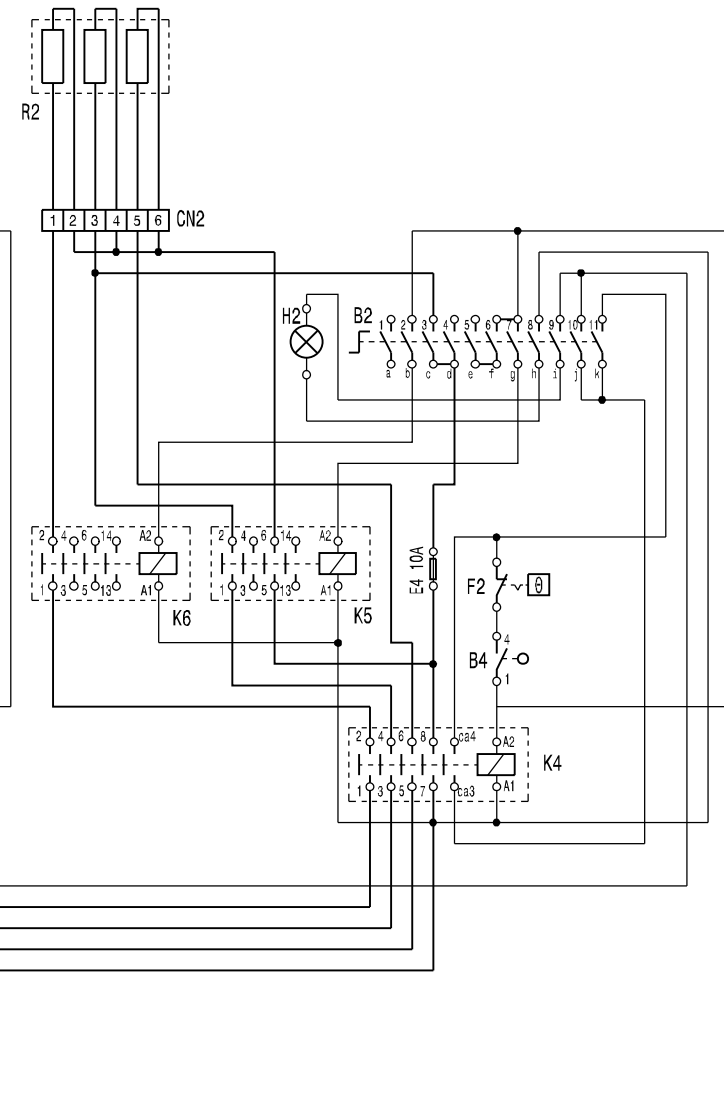 R2
1 2 3 4 5 6 CN2
H2
B2
1 2 3 4 5 6 7 8 9 10 11
a b c d e f g h i j k
2 4 6 14 A2
2 4 6 14 A2
E4 10A
1 3 5 13 A1
1 3 5 13 A1
K6
K5
F2
θ
4
B4
1
2 4 6 8 ca4 A2
K4
1 3 5 7 ca3 A1